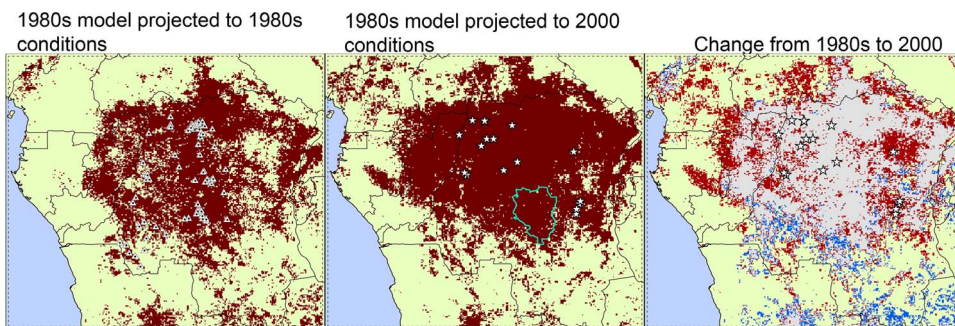 1980s model projected to 1980s
conditions
1980s model projected to 2000
conditions
Change from 1980s to 2000